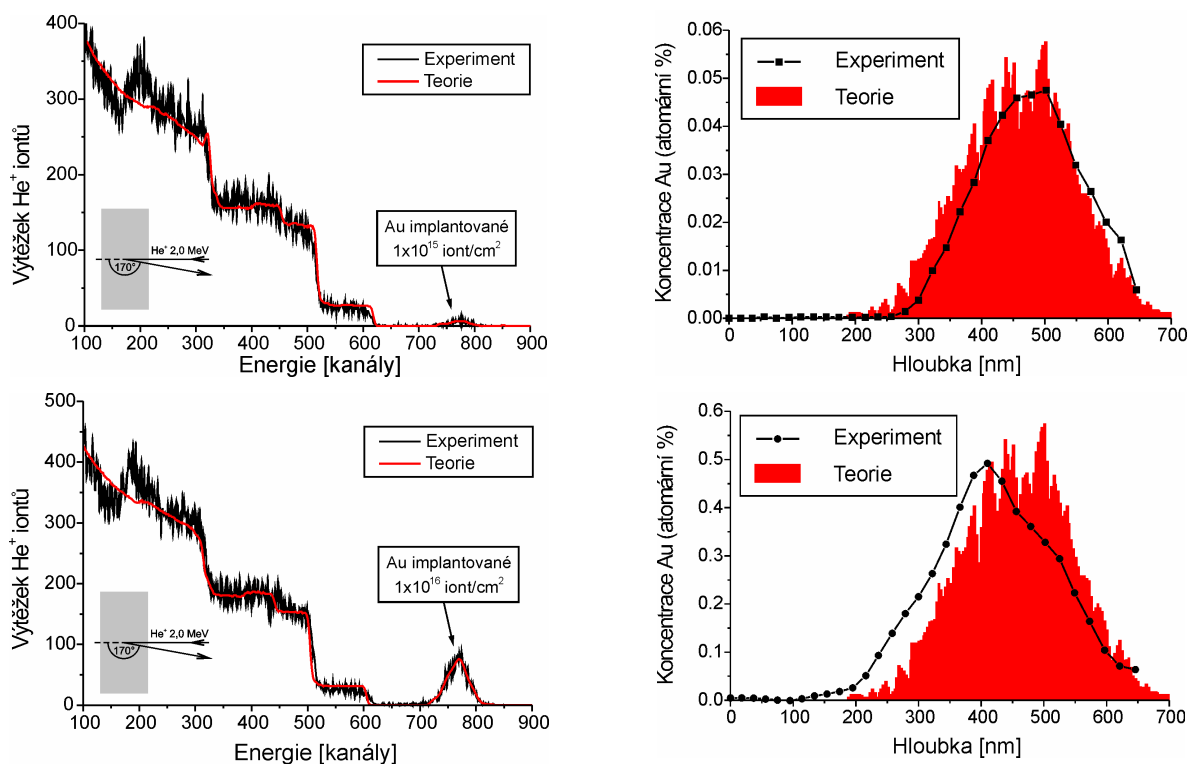 400
300
200
100
0
Výtěžek He⁺ iontů
Experiment
Teorie
He⁺ 2,0 MeV
170°
Au implantované
1x10¹⁵ iont/cm²
100 200 300 400 500 600 700 800 900
Energie [kanály]
0.06
0.05
0.04
0.03
0.02
0.01
0.00
Koncentrace Au (atomární %)
Experiment
Teorie
0 100 200 300 400 500 600 700
Hloubka [nm]
500
400
300
200
100
0
Výtěžek He⁺ iontů
Experiment
Teorie
He⁺ 2,0 MeV
170°
Au implantované
1x10¹⁶ iont/cm²
100 200 300 400 500 600 700 800 900
Energie [kanály]
0.6
0.5
0.4
0.3
0.2
0.1
0.0
Koncentrace Au (atomární %)
Experiment
Teorie
0 100 200 300 400 500 600 700
Hloubka [nm]